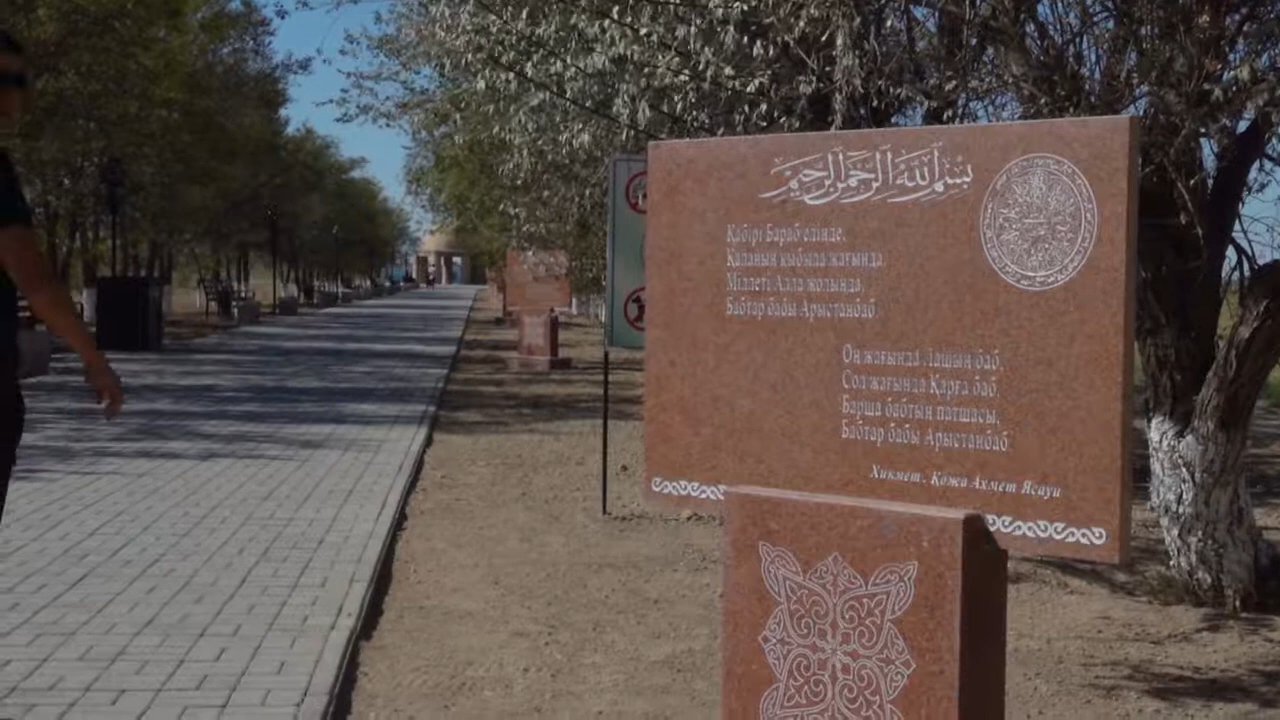 بسم الله الرحمن الرحيم
Қабірі Бараб елінде,
Қаланың қыбыла жағында.
Міллеті Алла жолында,
Бабтар бабы Арыстанбаб.
Оң жағында Лашын баб,
Сол жағында Қарға баб,
Барша бабтың патшасы,
Бабтар бабы Арыстанбаб.
Хикмет. Қожа Ахмет Ясауи